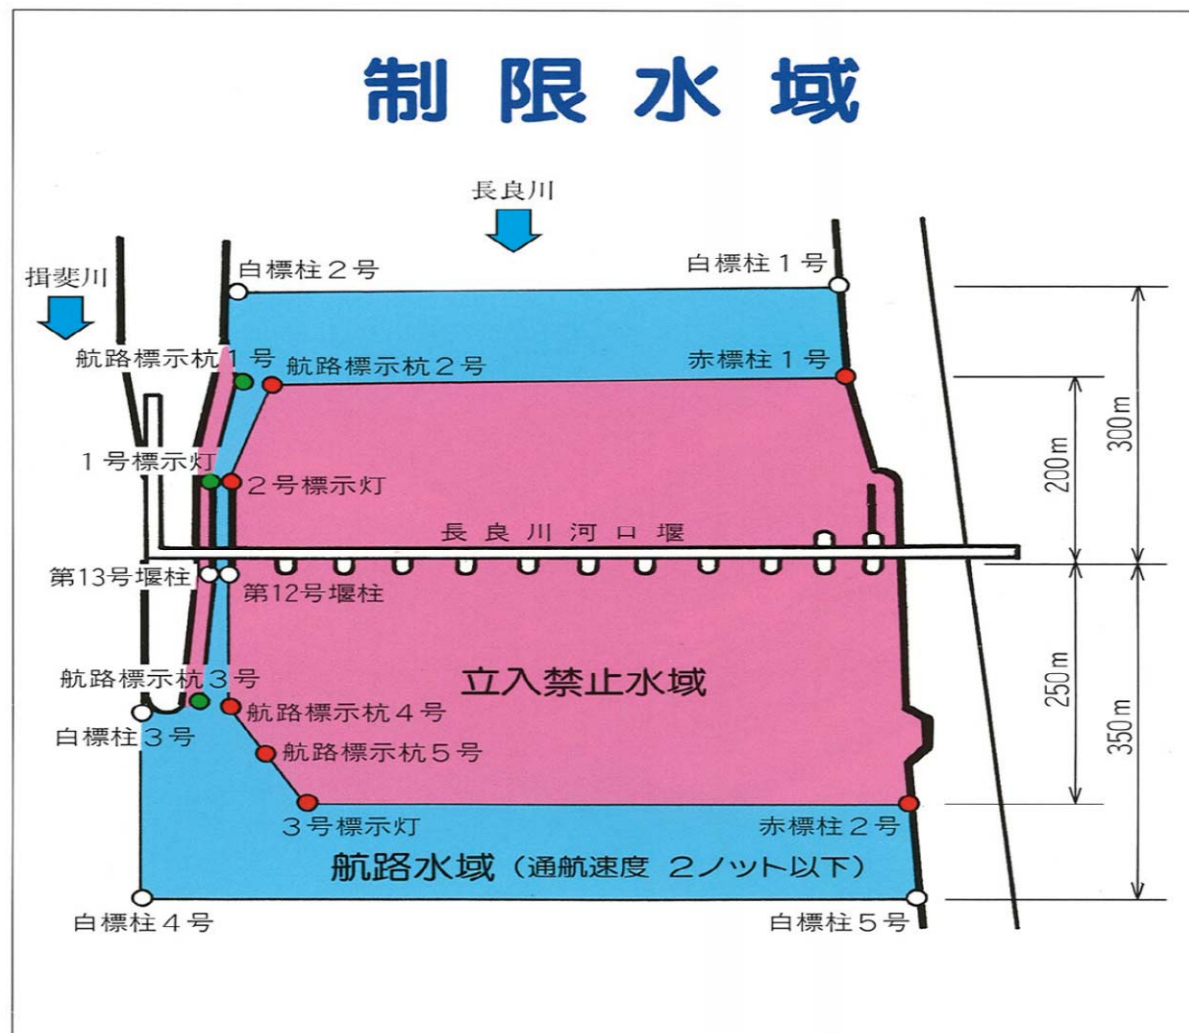 制限水域
長良川
揖斐川
白標柱2号
白標柱1号
航路標示杭1号
航路標示杭2号
赤標柱1号
1号標示灯
2号標示灯
長良川河口堰
第13号堰柱
第12号堰柱
立入禁止水域
航路標示杭3号
航路標示杭4号
白標柱3号
航路標示杭5号
3号標示灯
赤標柱2号
航路水域(通航速度 2ノット以下)
白標柱4号
白標柱5号
200m
300m
250m
350m